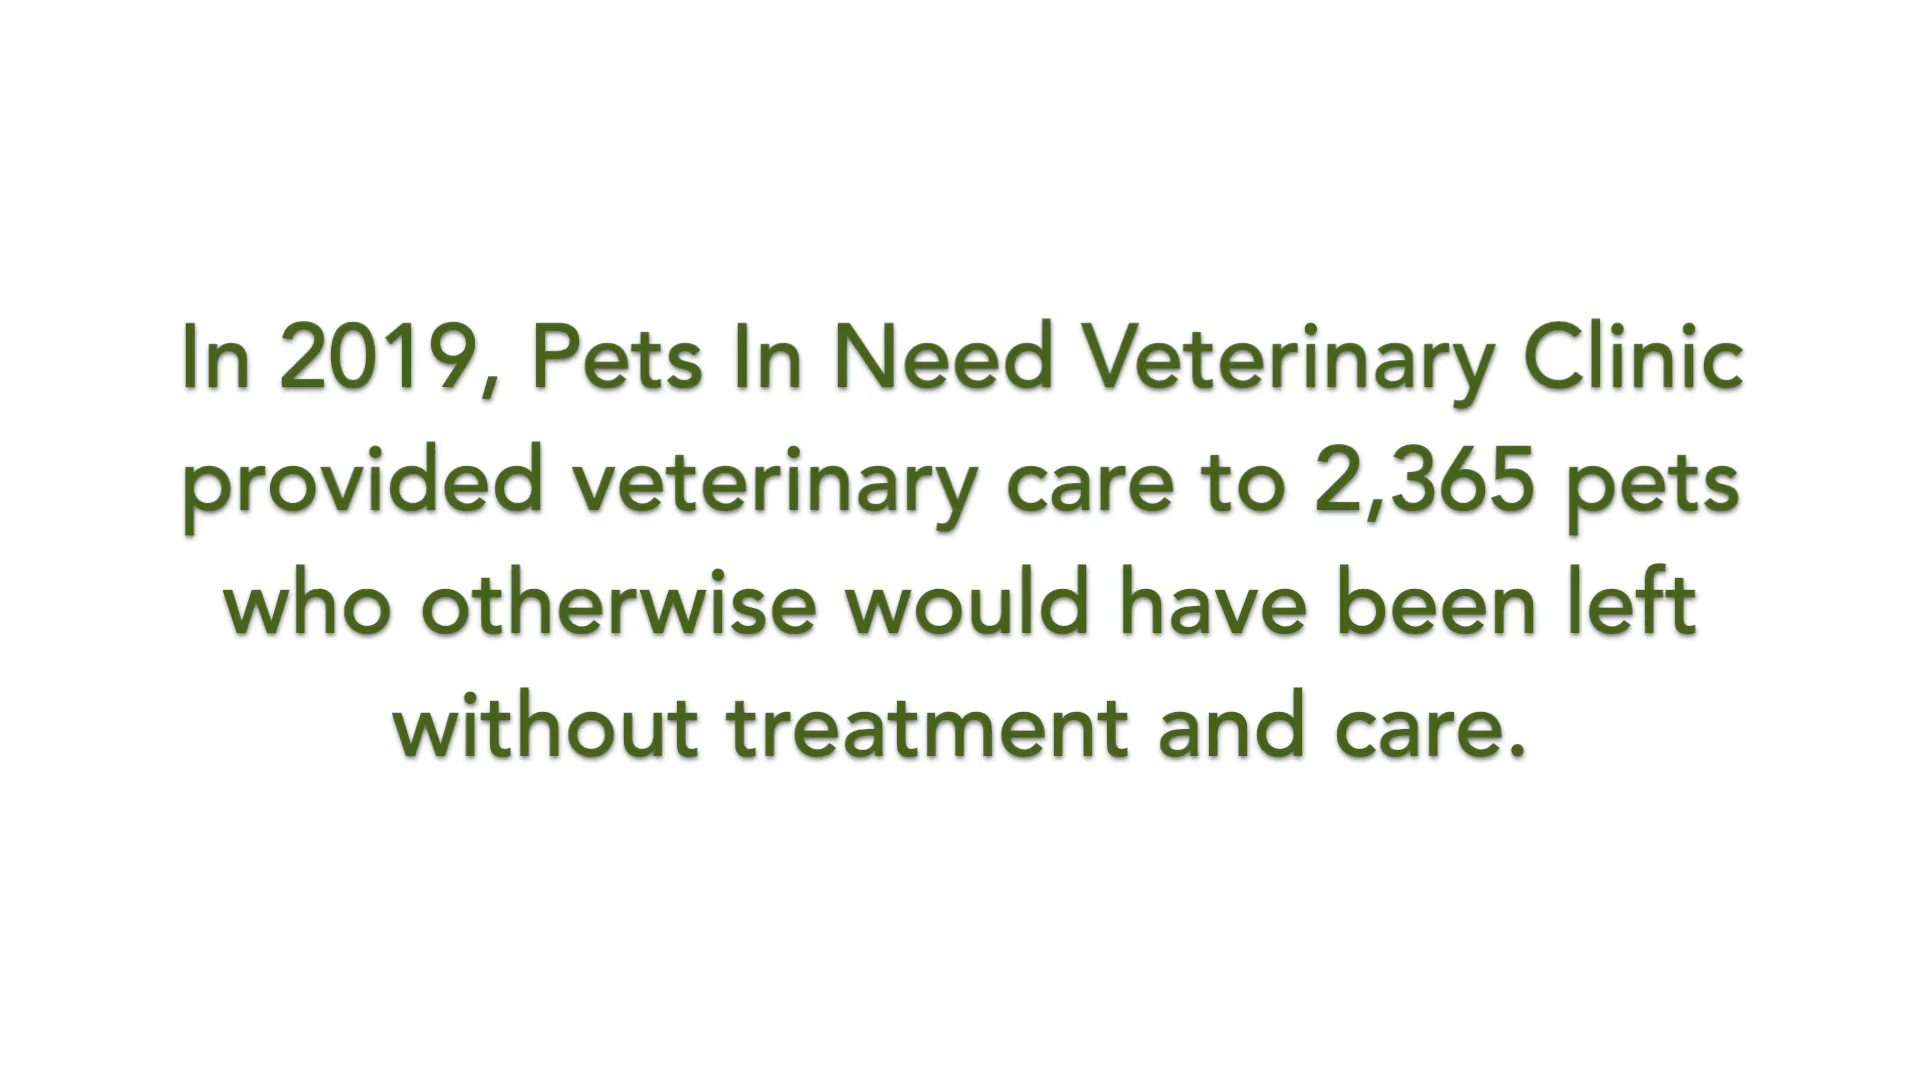 In 2019, Pets In Need Veterinary Clinic
provided veterinary care to 2,365 pets
who otherwise would have been left
without treatment and care.